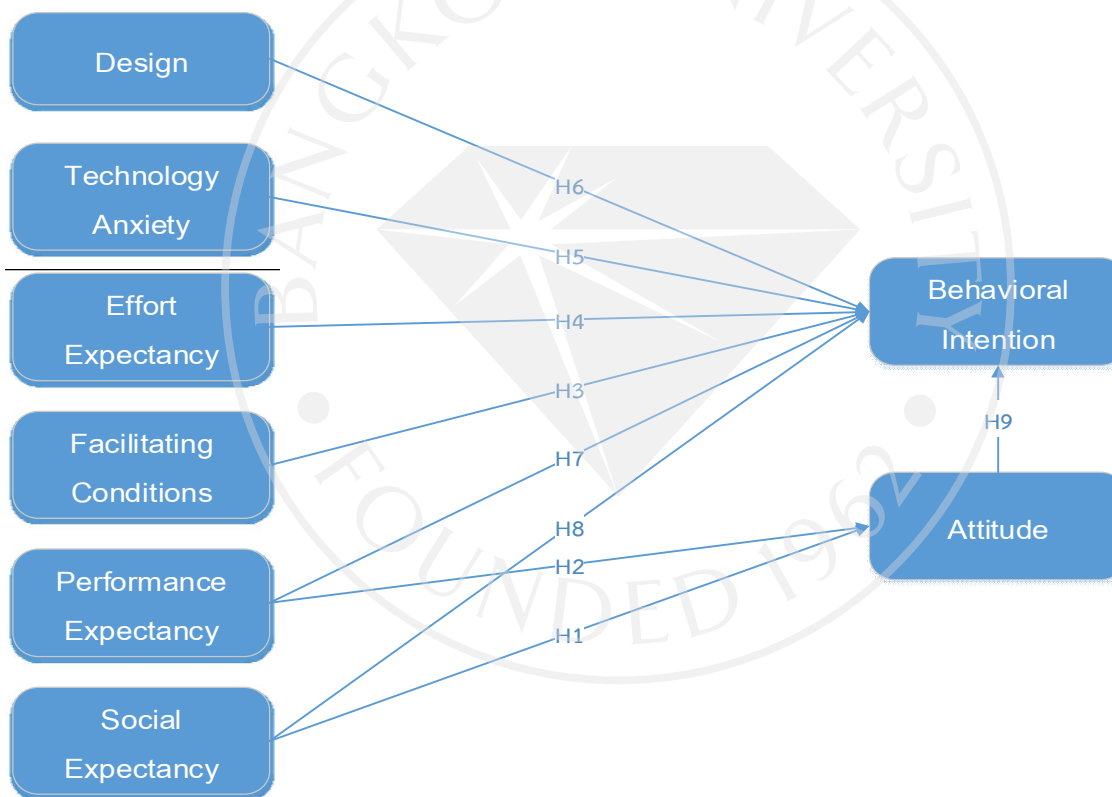 Design
Technology
Anxiety
Effort
Expectancy
Facilitating
Conditions
Performance
Expectancy
Social
Expectancy
H6
H5
H4
H3
H7
H8
H2
H1
Behavioral
Intention
H9
Attitude
BANGKOK UNIVERSITY
FOUNDED 1962